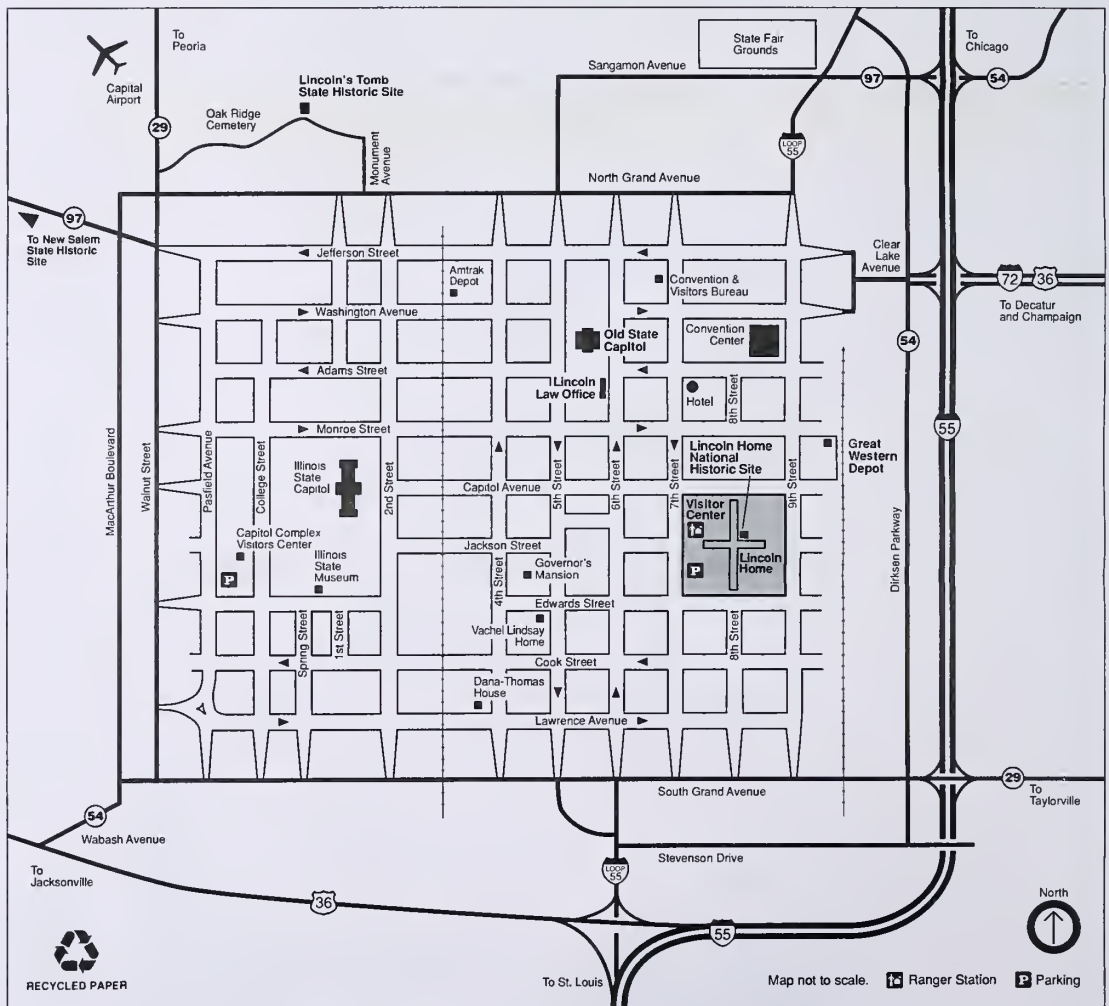 To
Peoria
Capital
Airport
29
Lincoln's Tomb
State Historic Site
Oak Ridge
Cemetery
Monument
Avenue
State Fair
Grounds
Sangamon Avenue
97
To
Chicago
54
LOOP
55
North Grand Avenue
97
To New Salem
State Historic
Site
Jefferson Street
Amtrak
Depot
Convention &
Visitors Bureau
Clear
Lake
Avenue
72
36
To Decatur
and Champaign
Washington Avenue
Old State
Capitol
Convention
Center
54
Adams Street
Lincoln
Law Office
Hotel
8th Street
55
Monroe Street
MacArthur Boulevard
Walnut Street
Pasfield Avenue
College Street
Illinois
State
Capitol
2nd Street
Capitol Avenue
5th Street
6th Street
7th Street
Lincoln Home
National
Historic Site
9th Street
Great
Western
Depot
Visitor
Center
Lincoln
Home
P
Dirksen Parkway
Capitol Complex
Visitors Center
P
Illinois
State
Museum
Jackson Street
4th Street
Governor's
Mansion
Edwards Street
Vachel Lindsay
Home
Spring Street
1st Street
8th Street
Cook Street
Dana-Thomas
House
Lawrence Avenue
South Grand Avenue
29
To
Taylorville
54
Wabash Avenue
To
Jacksonville
Stevenson Drive
LOOP
55
36
55
North
RECYCLED PAPER
To St. Louis
Map not to scale.
Ranger Station
P Parking